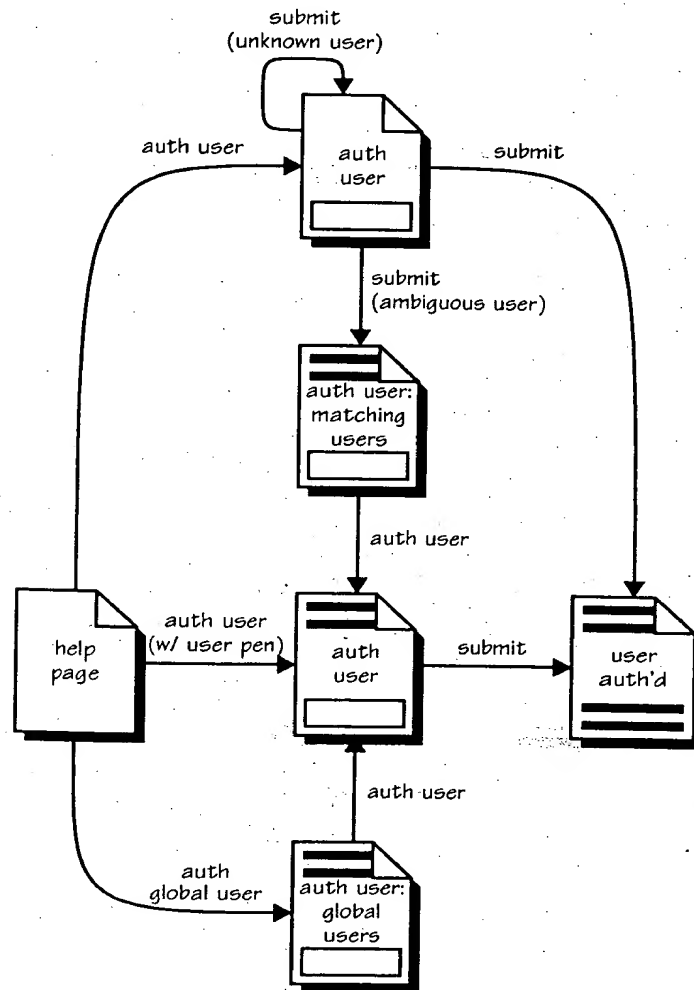 submit
(unknown user)
auth user
auth
user
submit
submit
(ambiguous user)
auth user:
matching
users
auth user
help
page
auth user
(w/ user pen)
auth
user
submit
user
auth'd
auth user
auth
global user
auth user:
global
users